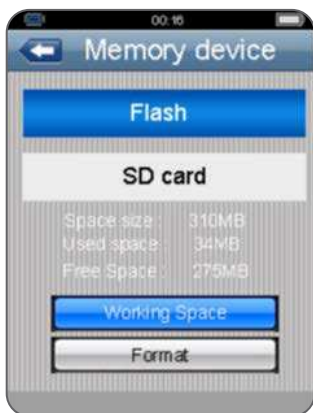 00:16
Memory device
Flash
SD card
Space size : 310MB
Used space : 34MB
Free Space : 275MB
Working Space
Format